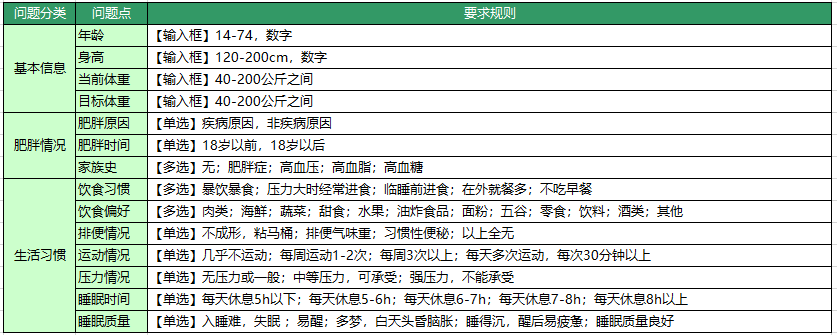 问题分类 问题点 要求规则
基本信息
年龄 【输入框】14-74，数字
身高 【输入框】120-200cm，数字
当前体重 【输入框】40-200公斤之间
目标体重 【输入框】40-200公斤之间
肥胖情况
肥胖原因 【单选】疾病原因，非疾病原因
肥胖时间 【单选】18岁以前，18岁以后
家族史 【多选】无；肥胖症；高血压；高血脂；高血糖
生活习惯
饮食习惯 【多选】暴饮暴食；压力大时经常进食；临睡前进食；在外就餐多；不吃早餐
饮食偏好 【多选】肉类；海鲜；蔬菜；甜食；水果；油炸食品；面粉；五谷；零食；饮料；酒类；其他
排便情况 【单选】不成形，粘马桶；排便气味重；习惯性便秘；以上全无
运动情况 【单选】几乎不运动；每周运动1-2次；每周3次以上；每天多次运动，每次30分钟以上
压力情况 【单选】无压力或一般；中等压力，可承受；强压力，不能承受
睡眠时间 【单选】每天休息5h以下；每天休息5-6h；每天休息6-7h；每天休息7-8h；每天休息8h以上
睡眠质量 【单选】入睡难，失眠 ；易醒；多梦，白天头昏脑胀；睡得沉，醒后易疲惫；睡眠质量良好